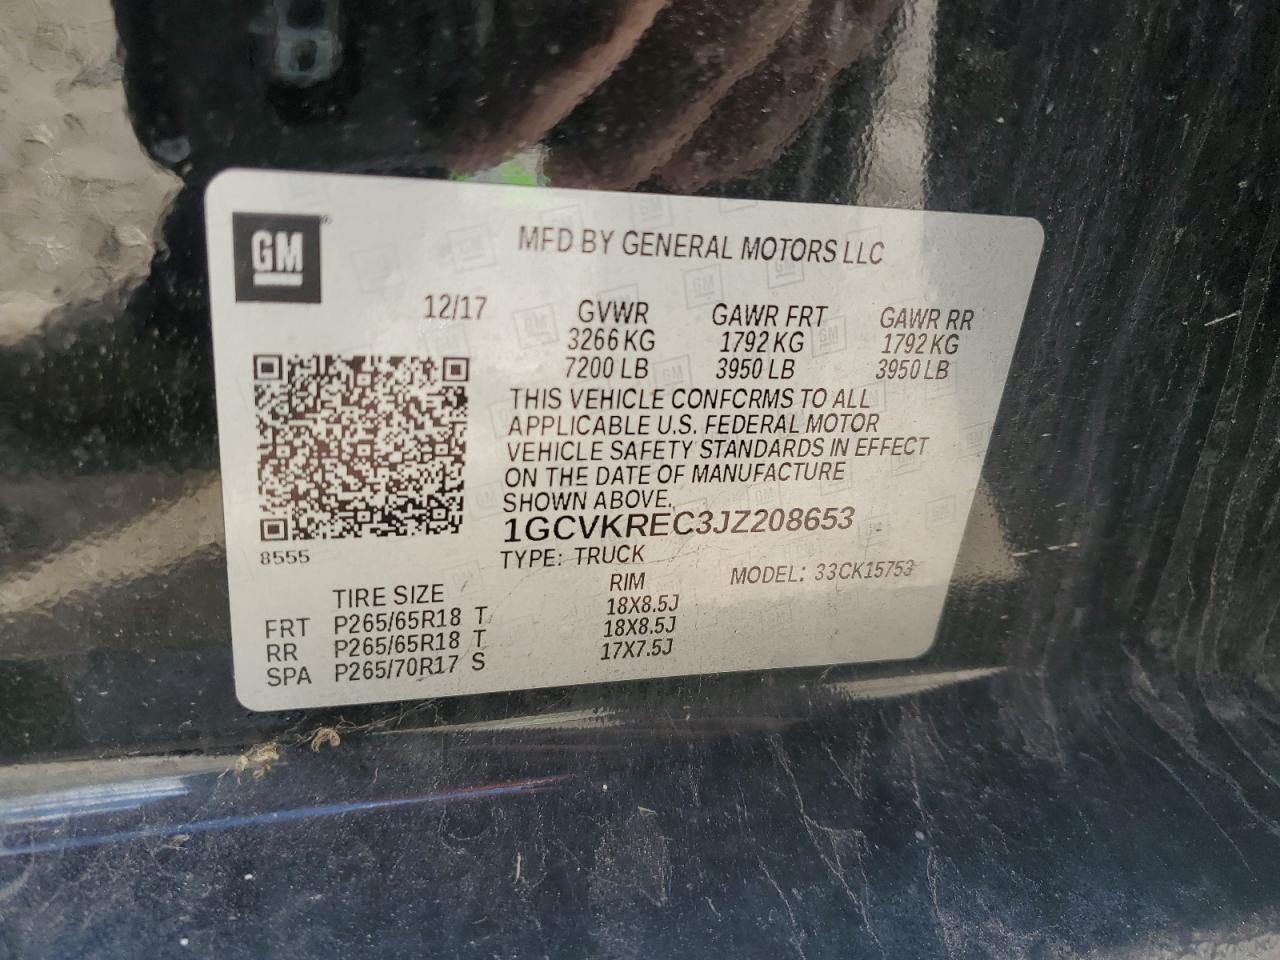 GM
MFD BY GENERAL MOTORS LLC
12/17 GVWR GAWR FRT GAWR RR
3266 KG 1792 KG 1792 KG
7200 LB 3950 LB 3950 LB
THIS VEHICLE CONFORMS TO ALL
APPLICABLE U.S. FEDERAL MOTOR
VEHICLE SAFETY STANDARDS IN EFFECT
ON THE DATE OF MANUFACTURE
SHOWN ABOVE.
1GCVKREC3JZ208653
8555
TYPE: TRUCK
MODEL: 33CK15753
TIRE SIZE RIM
FRT P265/65R18 T 18X8.5J
RR P265/65R18 T 18X8.5J
SPA P265/70R17 S 17X7.5J